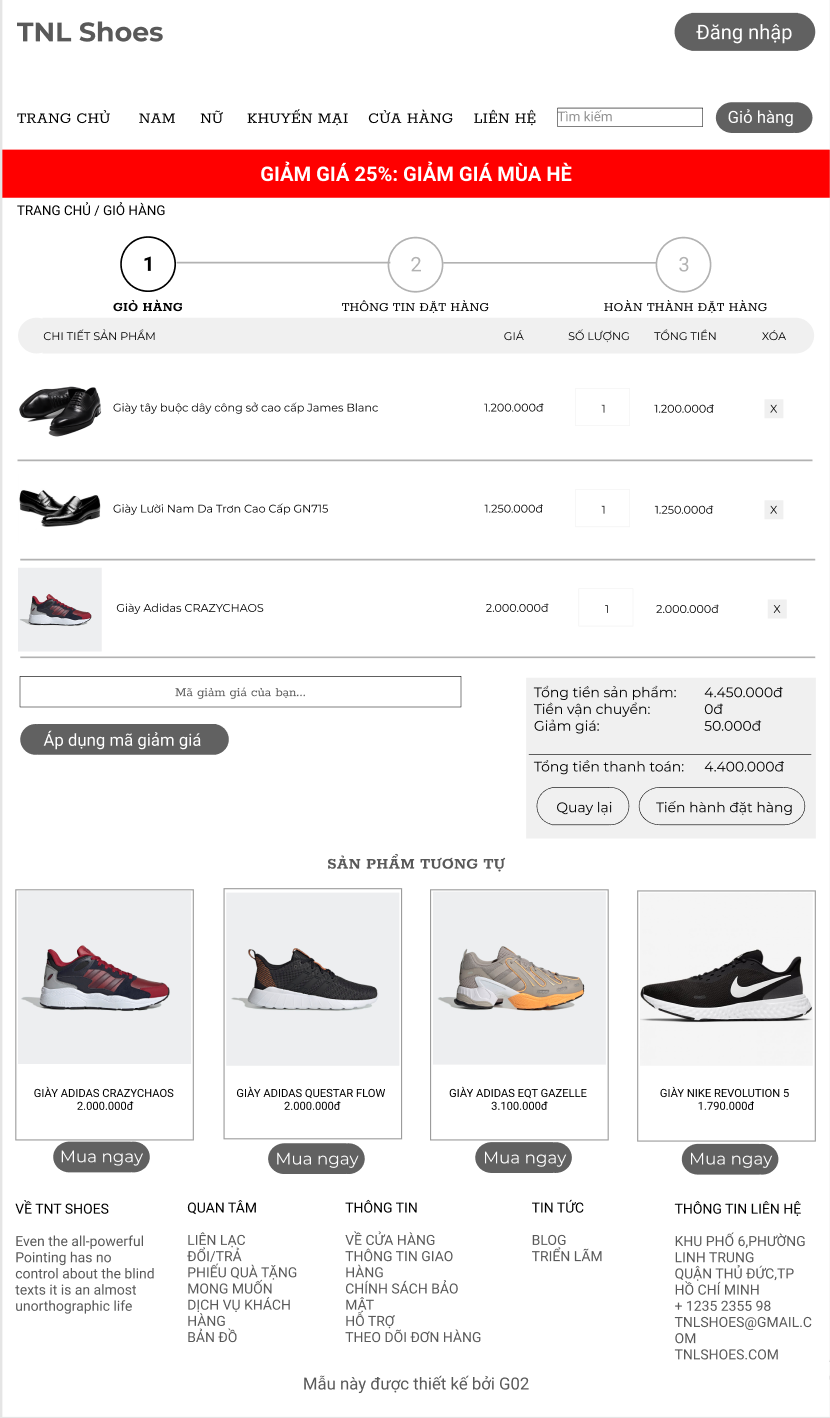 TNL Shoes
Đăng nhập
TRANG CHỦ NAM NỮ KHUYẾN MẠI CỬA HÀNG LIÊN HỆ Tìm kiếm Giỏ hàng
GIẢM GIÁ 25%: GIẢM GIÁ MÙA HÈ
TRANG CHỦ / GIỎ HÀNG
1 2 3
GIỎ HÀNG THÔNG TIN ĐẶT HÀNG HOÀN THÀNH ĐẶT HÀNG
CHI TIẾT SẢN PHẨM GIÁ SỐ LƯỢNG TỔNG TIỀN XÓA
Giày tây buộc dây công sở cao cấp James Blanc 1.200.000đ 1 1.200.000đ X
Giày Lười Nam Da Trơn Cao Cấp GN715 1.250.000đ 1 1.250.000đ X
Giày Adidas CRAZYCHAOS 2.000.000đ 1 2.000.000đ X
Mã giảm giá của bạn...
Áp dụng mã giảm giá
Tổng tiền sản phẩm: 4.450.000đ
Tiền vận chuyển: 0đ
Giảm giá: 50.000đ
Tổng tiền thanh toán: 4.400.000đ
Quay lại Tiến hành đặt hàng
SẢN PHẨM TƯƠNG TỰ
GIÀY ADIDAS CRAZYCHAOS
2.000.000đ
Mua ngay
GIÀY ADIDAS QUESTAR FLOW
2.000.000đ
Mua ngay
GIÀY ADIDAS EQT GAZELLE
3.100.000đ
Mua ngay
GIÀY NIKE REVOLUTION 5
1.790.000đ
Mua ngay
VỀ TNT SHOES
Even the all-powerful
Pointing has no
control about the blind
texts it is an almost
unorthographic life
QUAN TÂM
LIÊN LẠC
ĐỔI/TRẢ
PHIẾU QUÀ TẶNG
MONG MUỐN
DỊCH VỤ KHÁCH
HÀNG
BẢN ĐỒ
THÔNG TIN
VỀ CỬA HÀNG
THÔNG TIN GIAO
HÀNG
CHÍNH SÁCH BẢO
MẬT
HỖ TRỢ
THEO DÕI ĐƠN HÀNG
TIN TỨC
BLOG
TRIỂN LÃM
THÔNG TIN LIÊN HỆ
KHU PHỐ 6,PHƯỜNG
LINH TRUNG
QUẬN THỦ ĐỨC,TP
HỒ CHÍ MINH
+ 1235 2355 98
TNLSHOES@GMAIL.C
OM
TNLSHOES.COM
Mẫu này được thiết kế bởi G02